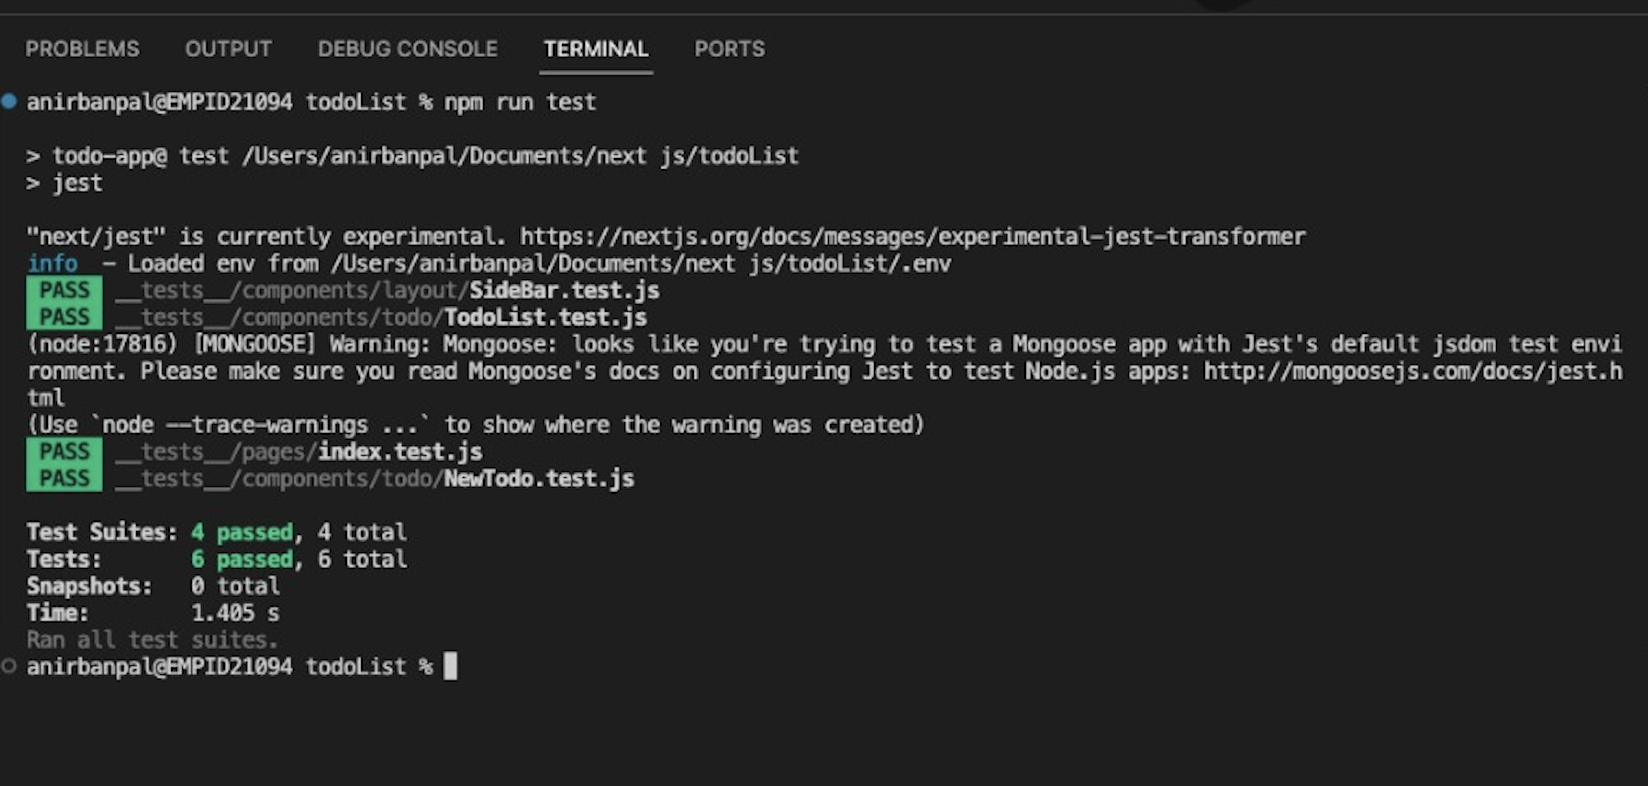 PROBLEMS OUTPUT DEBUG CONSOLE TERMINAL PORTS
anirbanpal@EMPID21094 todoList % npm run test
> todo-app@ test /Users/anirbanpal/Documents/next js/todoList
> jest
"next/jest" is currently experimental. https://nextjs.org/docs/messages/experimental-jest-transformer
info – Loaded env from /Users/anirbanpal/Documents/next js/todoList/.env
PASS __tests__/components/layout/SideBar.test.js
PASS __tests__/components/todo/TodoList.test.js
(node:17816) [MONGOOSE] Warning: Mongoose: looks like you're trying to test a Mongoose app with Jest's default jsdom test envi
ronment. Please make sure you read Mongoose's docs on configuring Jest to test Node.js apps: http://mongoosejs.com/docs/jest.h
tml
(Use `node --trace-warnings ...` to show where the warning was created)
PASS __tests__/pages/index.test.js
PASS __tests__/components/todo/NewTodo.test.js
Test Suites: 4 passed, 4 total
Tests: 6 passed, 6 total
Snapshots: 0 total
Time: 1.405 s
Ran all test suites.
anirbanpal@EMPID21094 todoList %